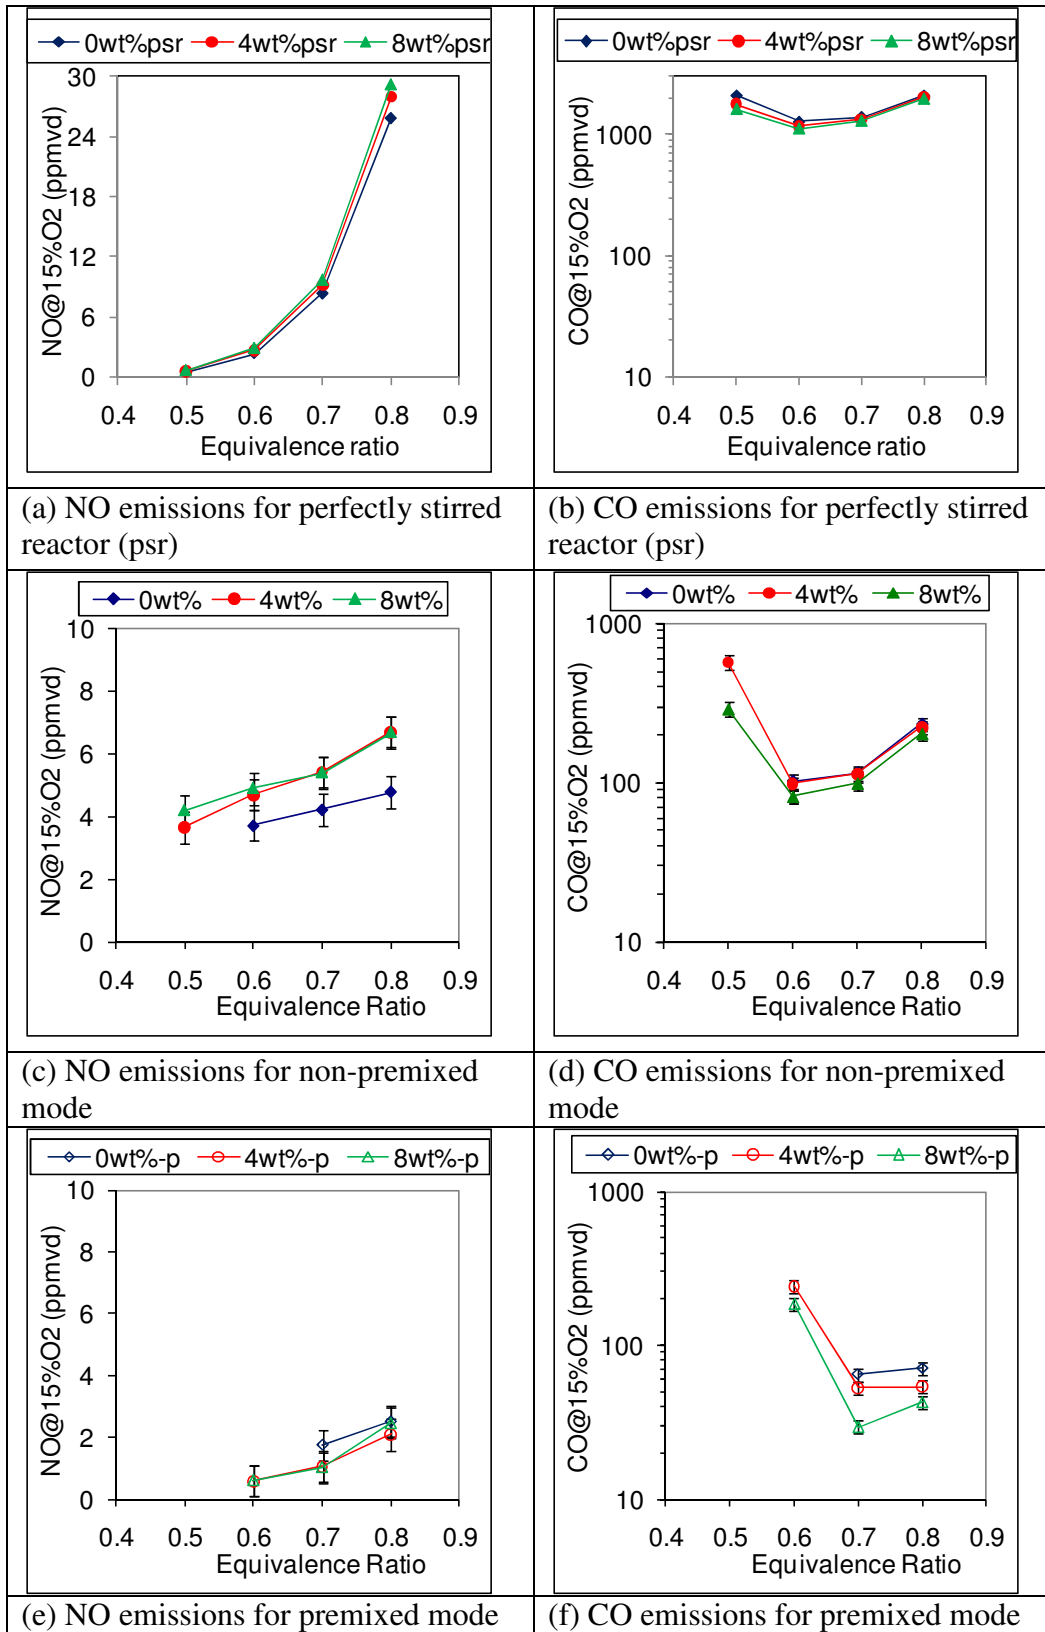 0wt%psr 4wt%psr 8wt%psr
NO@15%O2 (ppmvd)
30
24
18
12
6
0
0.4 0.5 0.6 0.7 0.8 0.9
Equivalence ratio
(a) NO emissions for perfectly stirred
reactor (psr)
0wt%psr 4wt%psr 8wt%psr
CO@15%O2 (ppmvd)
1000
100
10
0.4 0.5 0.6 0.7 0.8 0.9
Equivalence ratio
(b) CO emissions for perfectly stirred
reactor (psr)
0wt% 4wt% 8wt%
NO@15%O2 (ppmvd)
10
8
6
4
2
0
0.4 0.5 0.6 0.7 0.8 0.9
Equivalence Ratio
(c) NO emissions for non-premixed
mode
0wt% 4wt% 8wt%
CO@15%O2 (ppmvd)
1000
100
10
0.4 0.5 0.6 0.7 0.8 0.9
Equivalence Ratio
(d) CO emissions for non-premixed
mode
0wt%-p 4wt%-p 8wt%-p
NO@15%O2 (ppmvd)
10
8
6
4
2
0
0.4 0.5 0.6 0.7 0.8 0.9
Equivalence Ratio
(e) NO emissions for premixed mode
0wt%-p 4wt%-p 8wt%-p
CO@15%O2 (ppmvd)
1000
100
10
0.4 0.5 0.6 0.7 0.8 0.9
Equivalence Ratio
(f) CO emissions for premixed mode